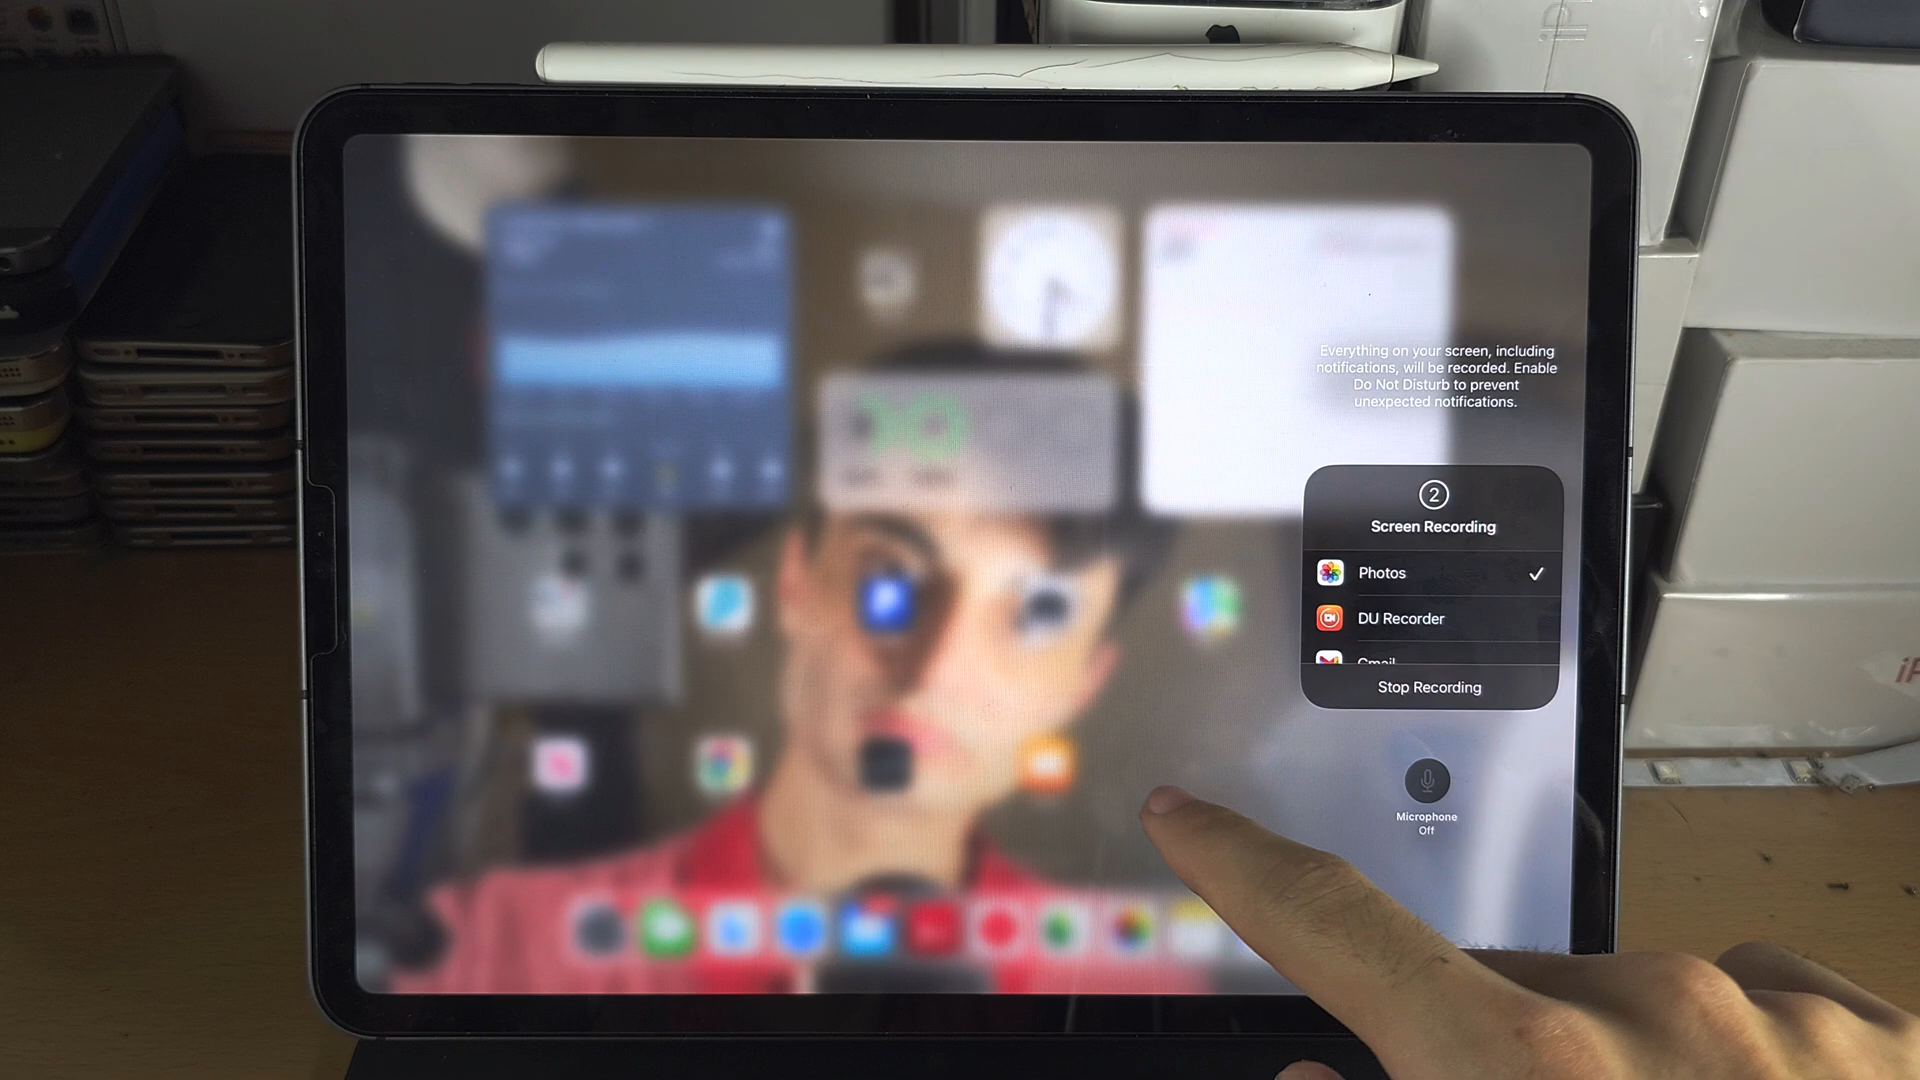 Everything on your screen, including
notifications, will be recorded. Enable
Do Not Disturb to prevent
unexpected notifications.
2
Screen Recording
Photos
DU Recorder
Gmail
Stop Recording
Microphone
Off